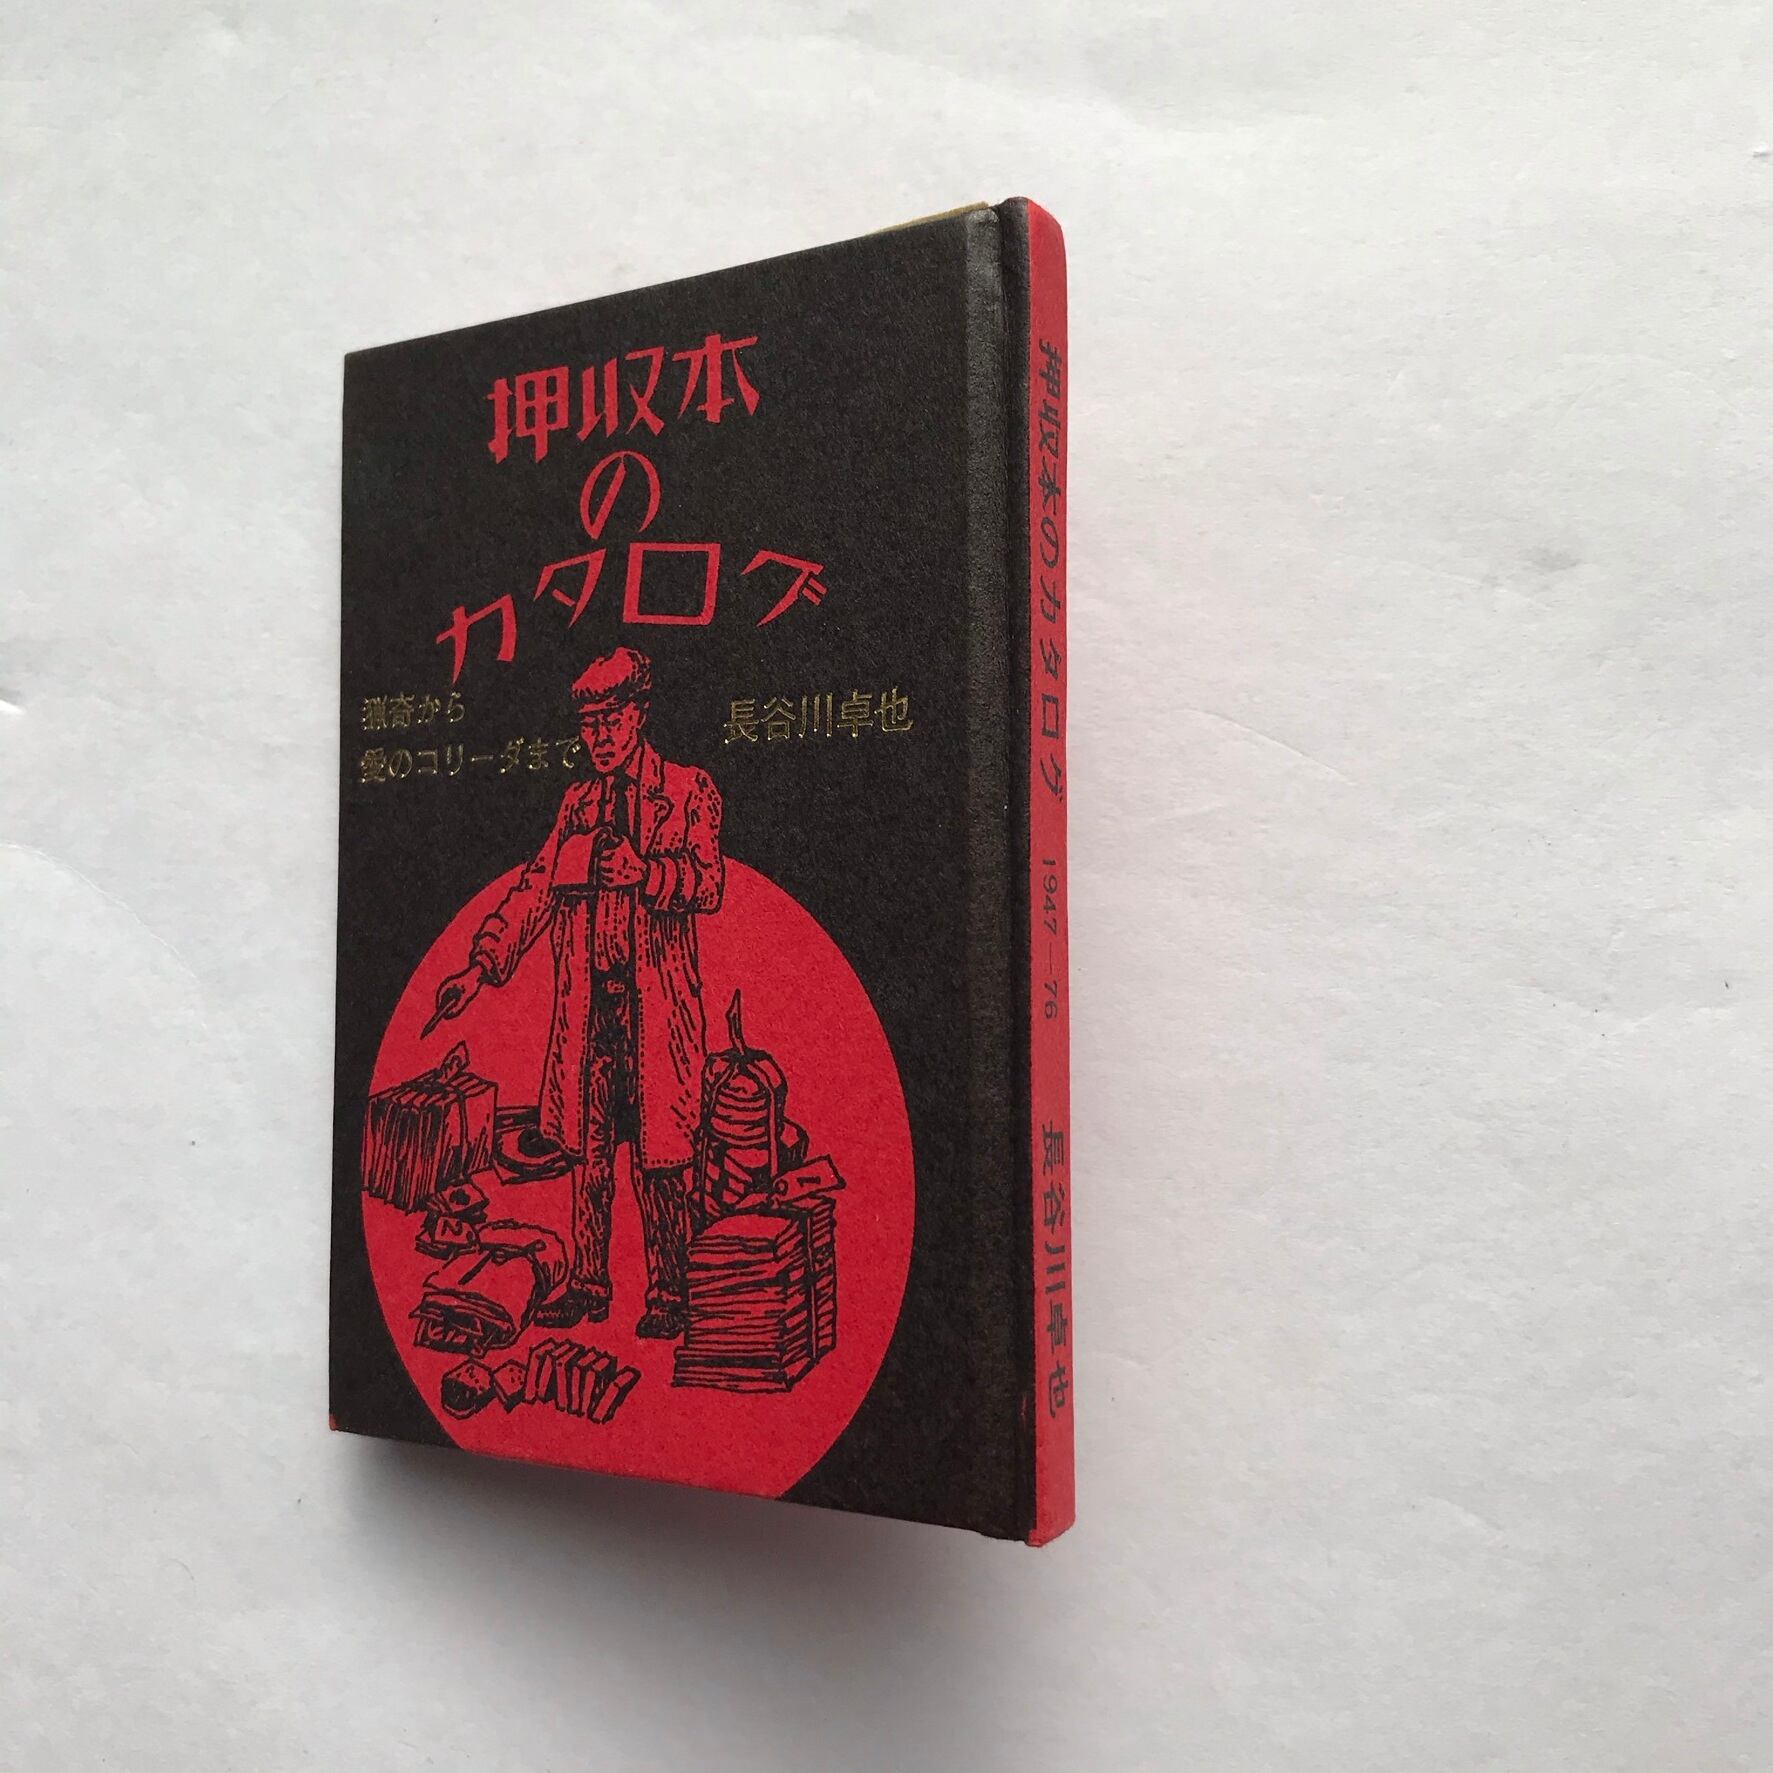 押収本
の
カタログ
猟奇から
愛のコリーダまで
長谷川卓也
押収本のカタログ 1947—76 長谷川卓也